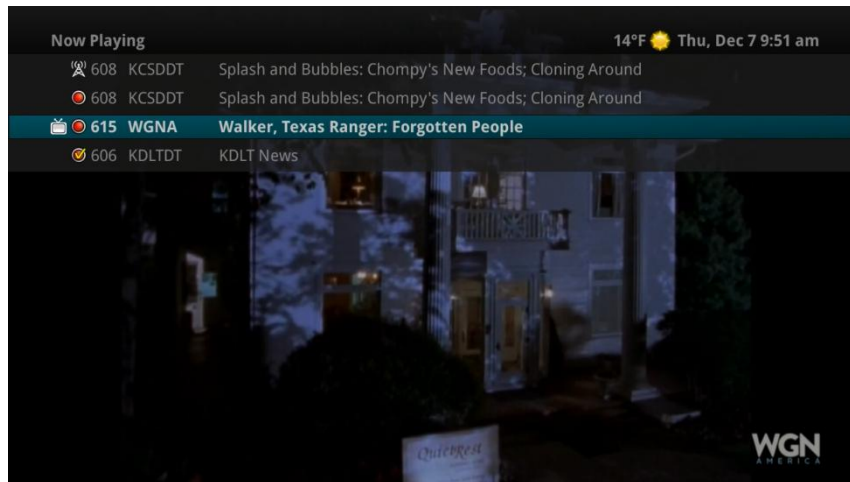 Now Playing 14°F Thu, Dec 7 9:51 am
608 KCSDDT Splash and Bubbles: Chompy's New Foods; Cloning Around
608 KCSDDT Splash and Bubbles: Chompy's New Foods; Cloning Around
615 WGNA Walker, Texas Ranger: Forgotten People
606 KDLTDT KDLT News
QuietRest
WGN
AMERICA